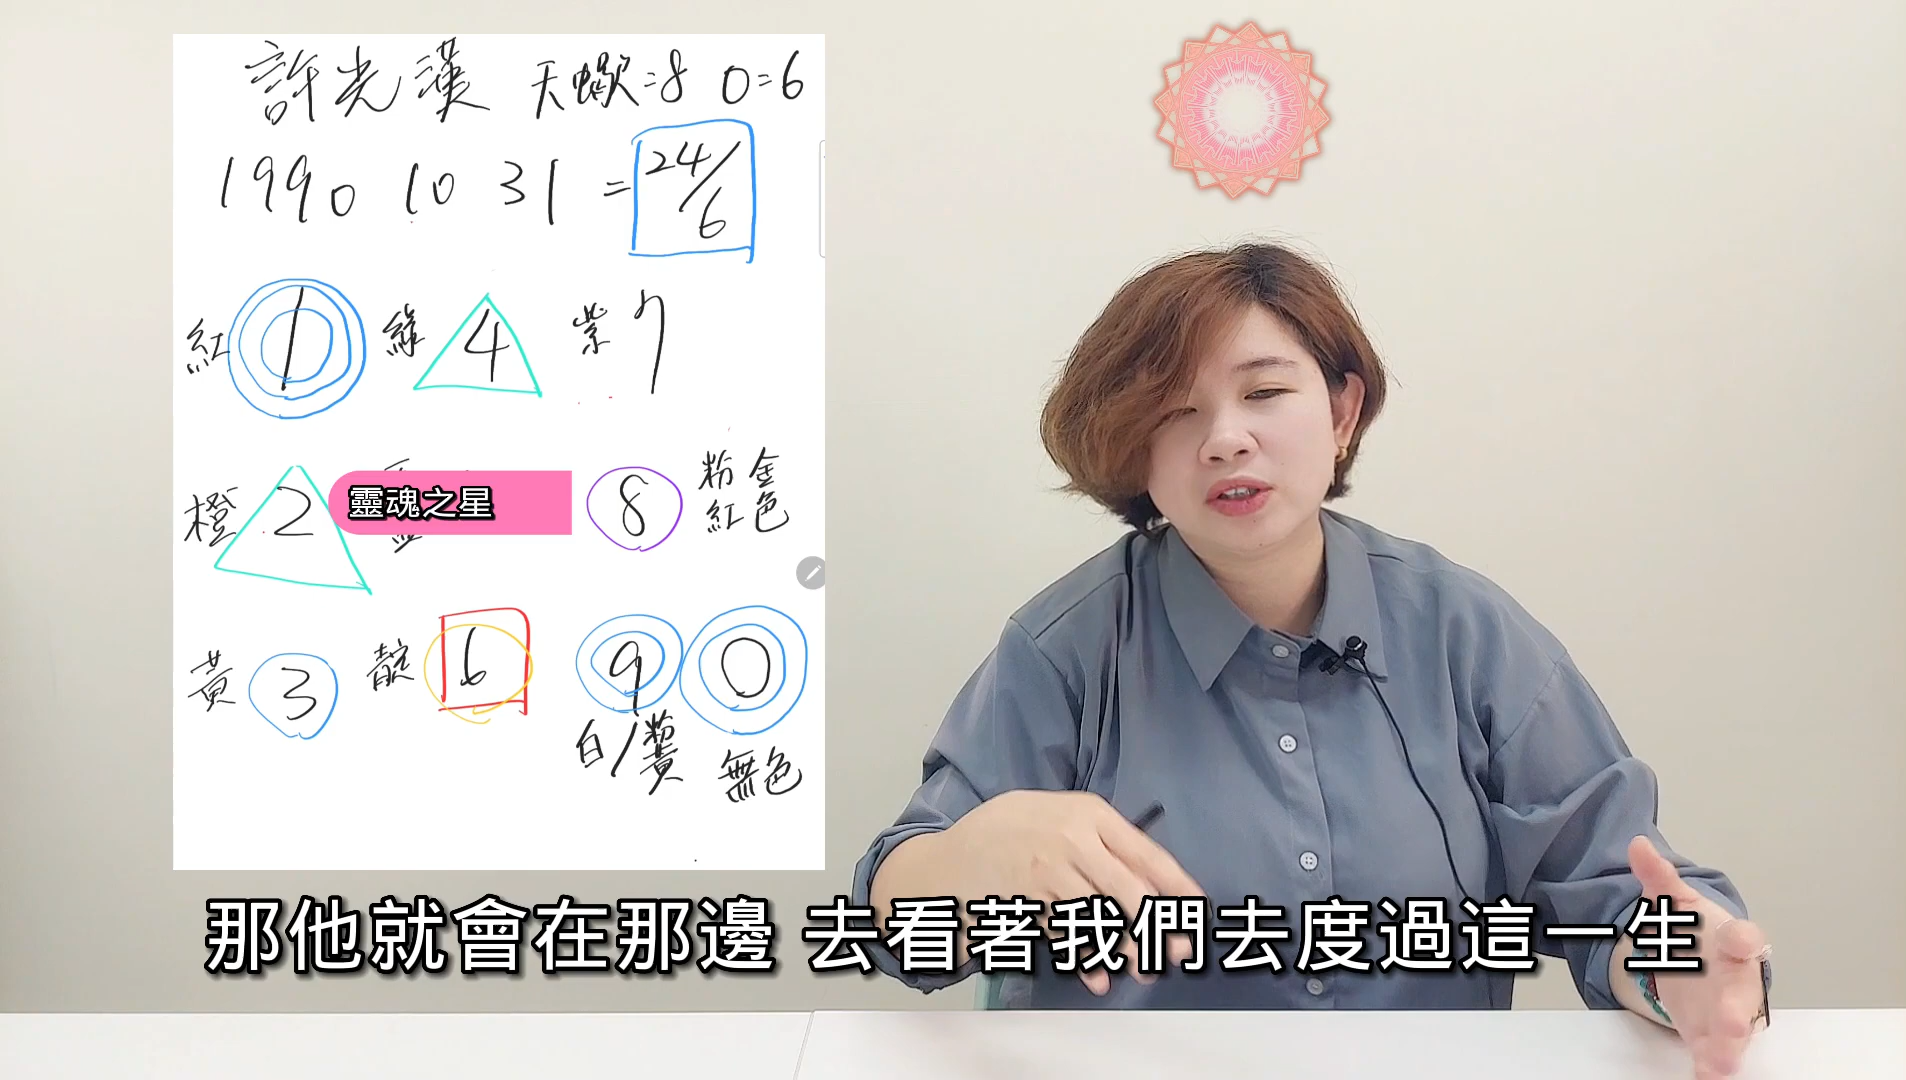 許光漢 天蠍=8 0=6
1990 10 31 =24/6
紅 1 綠 4 紫 7
橙 2 靈魂之星 8 粉紅 金色
黃 3 靛 6 9 0
白/粉黃 無色
那他就會在那邊 去看著我們去度過這一生